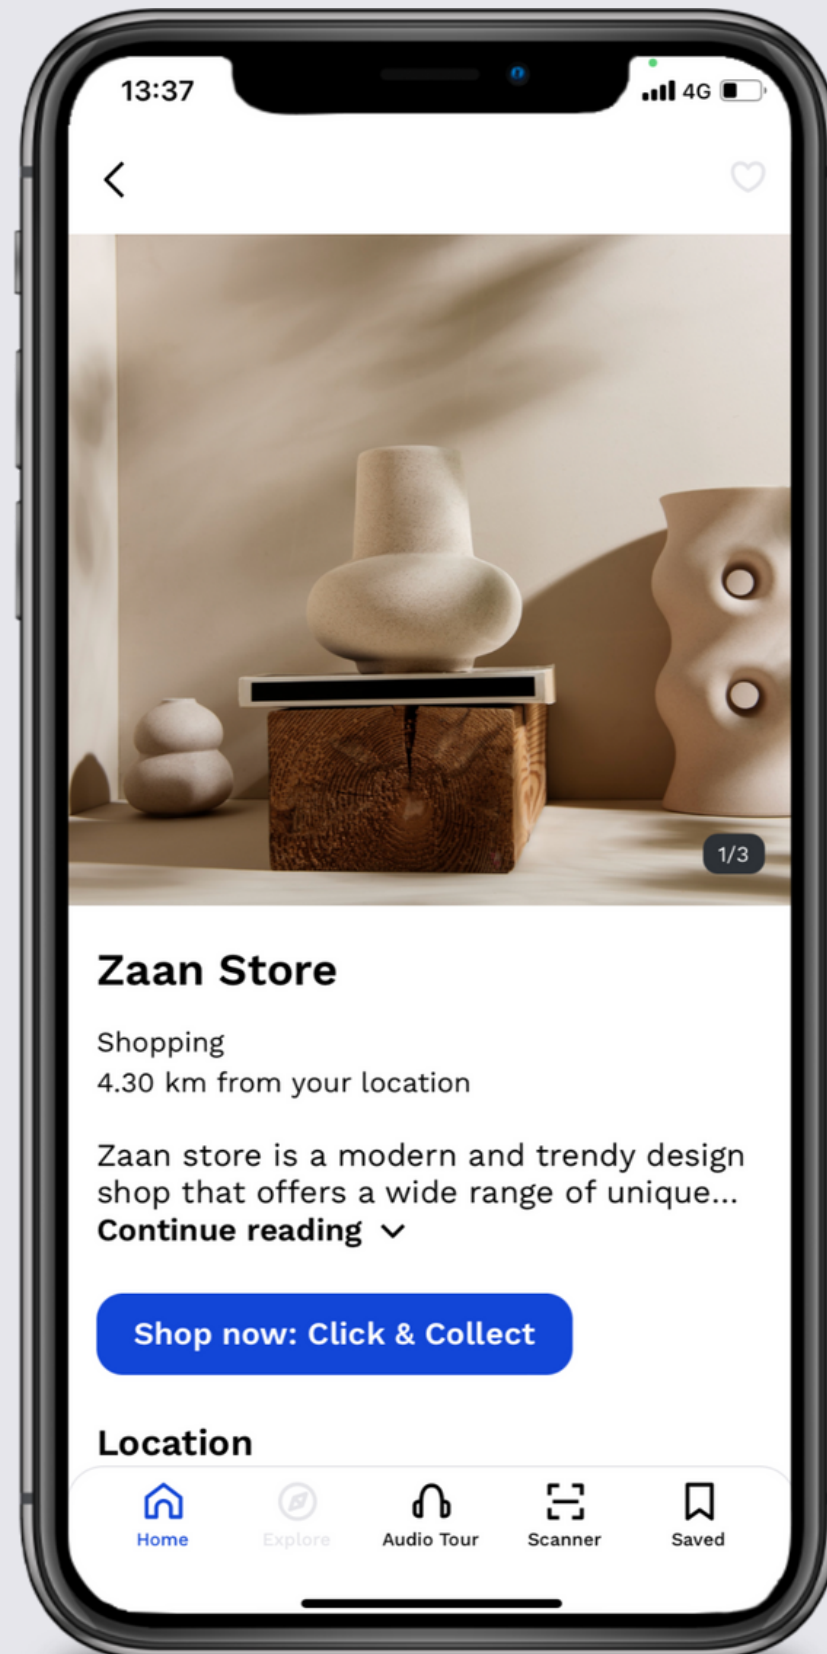 13:37
4G
1/3
Zaan Store
Shopping
4.30 km from your location
Zaan store is a modern and trendy design
shop that offers a wide range of unique...
Continue reading
Shop now: Click & Collect
Location
Home
Explore
Audio Tour
Scanner
Saved